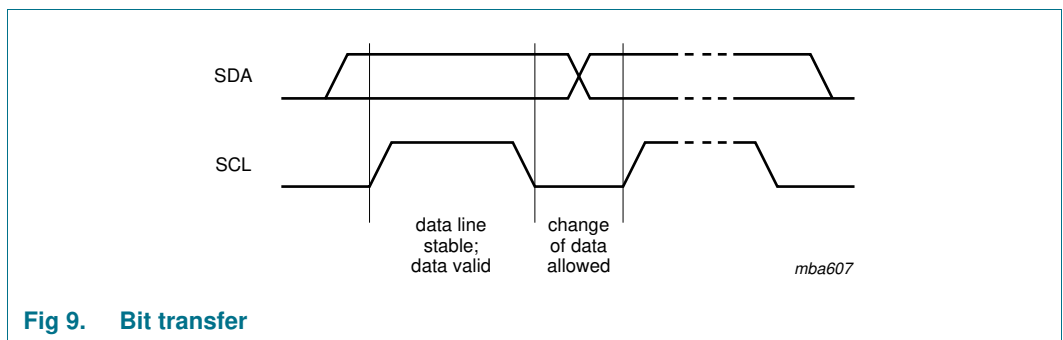 SDA
SCL
data line
stable;
data valid
change
of data
allowed
mba607
Fig 9. Bit transfer